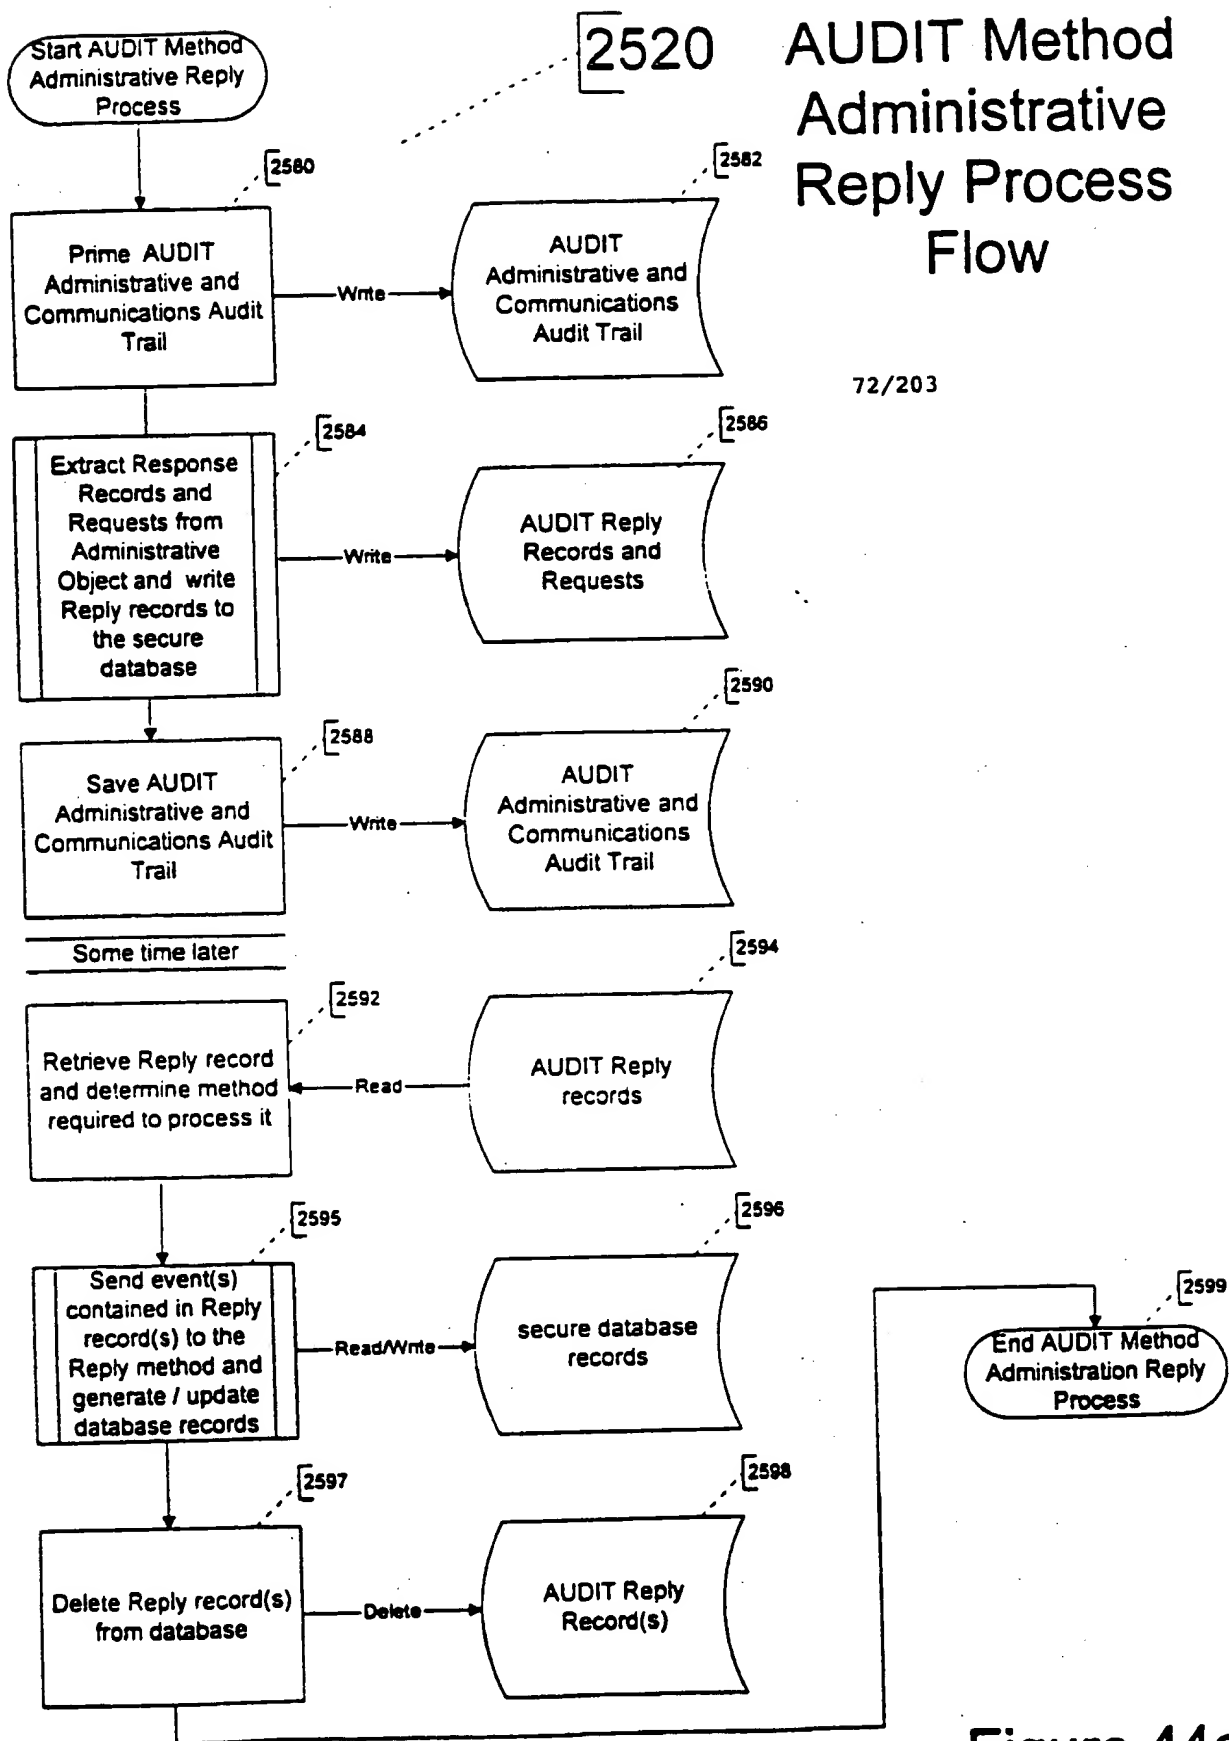 2520
AUDIT Method
Administrative
Reply Process
Flow
72/203
Start AUDIT Method
Administrative Reply
Process
2580
Prime AUDIT
Administrative and
Communications Audit
Trail
Write
2582
AUDIT
Administrative and
Communications
Audit Trail
2584
Extract Response
Records and
Requests from
Administrative
Object and write
Reply records to
the secure
database
Write
2586
AUDIT Reply
Records and
Requests
2588
Save AUDIT
Administrative and
Communications Audit
Trail
Write
2590
AUDIT
Administrative and
Communications
Audit Trail
Some time later
2592
Retrieve Reply record
and determine method
required to process it
Read
2594
AUDIT Reply
records
2595
Send event(s)
contained in Reply
record(s) to the
Reply method and
generate / update
database records
Read/Write
2596
secure database
records
2597
Delete Reply record(s)
from database
Delete
2598
AUDIT Reply
Record(s)
2599
End AUDIT Method
Administration Reply
Process